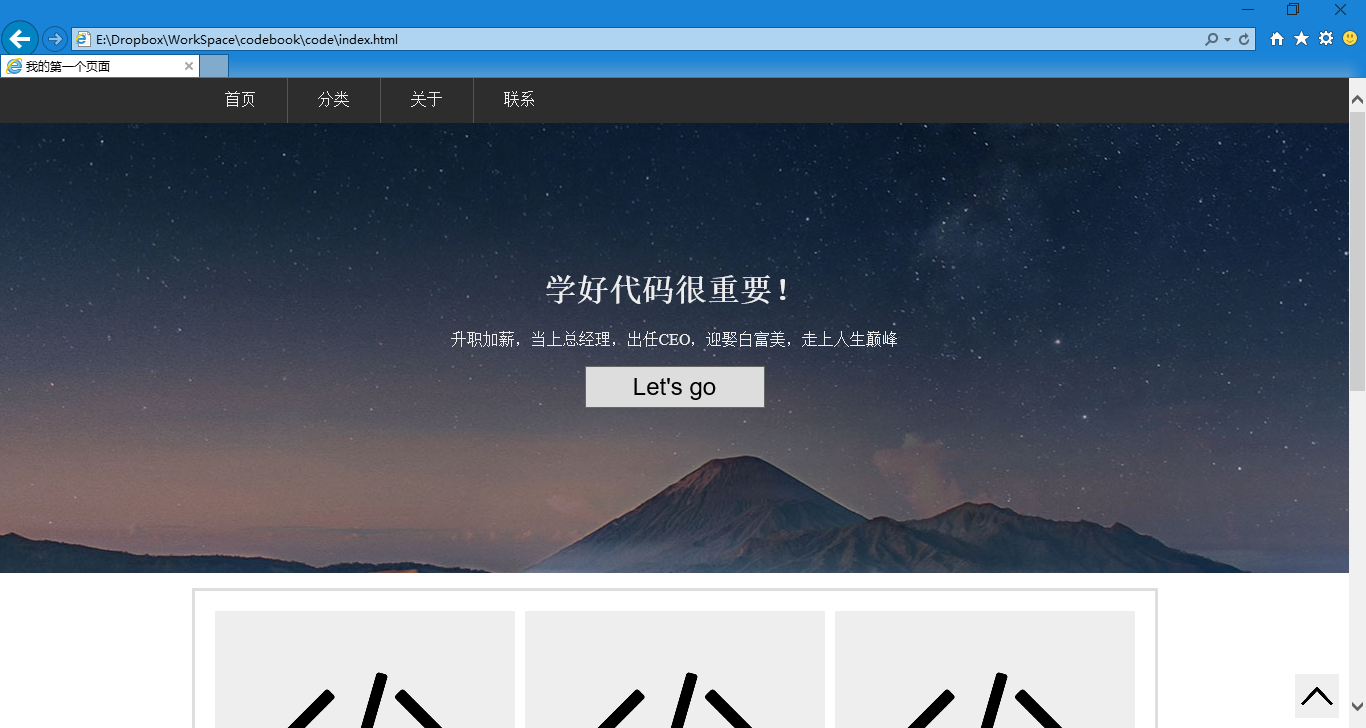 E:\Dropbox\WorkSpace\codebook\code\index.html
我的第一个页面
首页 分类 关于 联系
学好代码很重要！
升职加薪，当上总经理，出任CEO，迎娶白富美，走上人生巅峰
Let's go